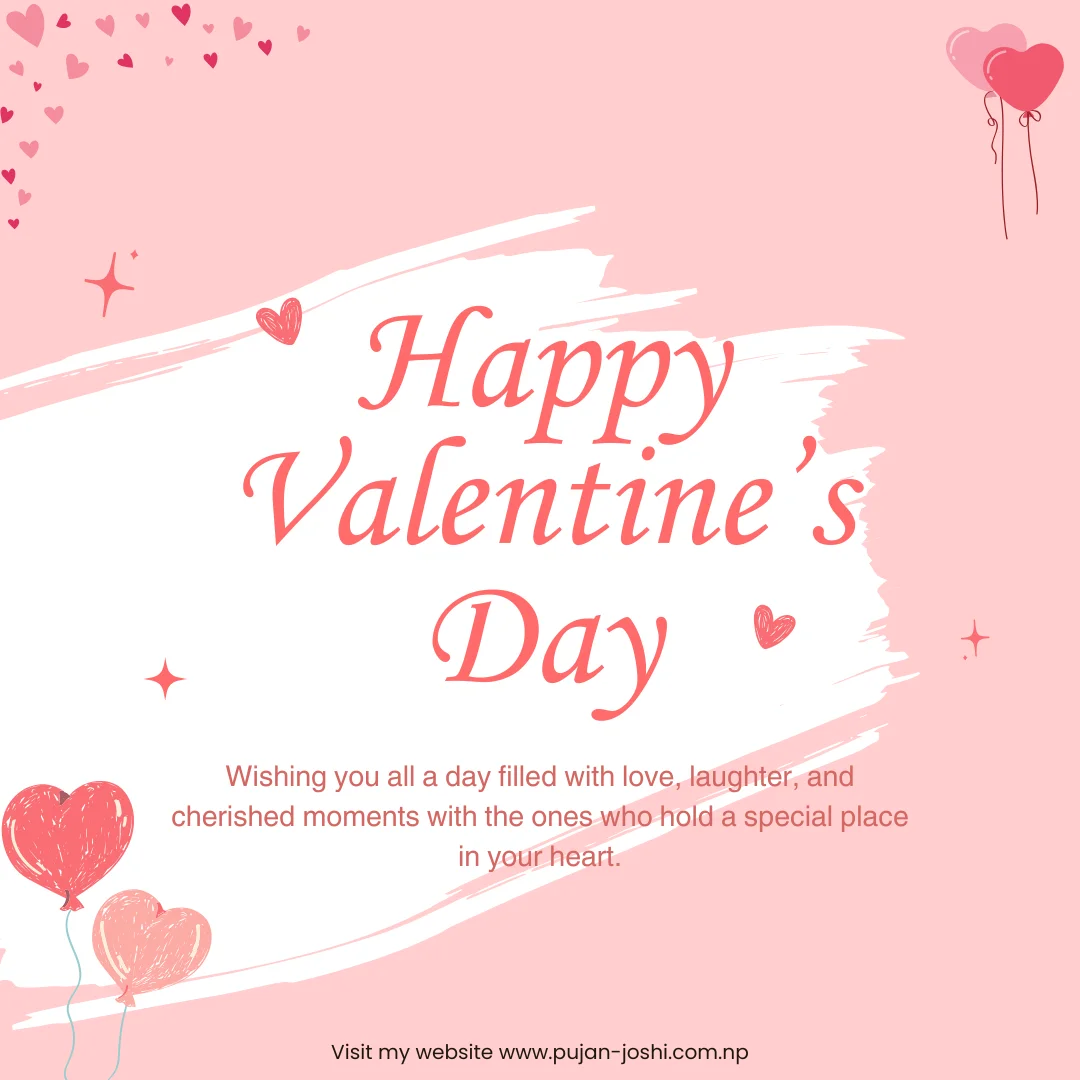 Happy
Valentine’s
Day
Wishing you all a day filled with love, laughter, and
cherished moments with the ones who hold a special place
in your heart.
Visit my website www.pujan-joshi.com.np